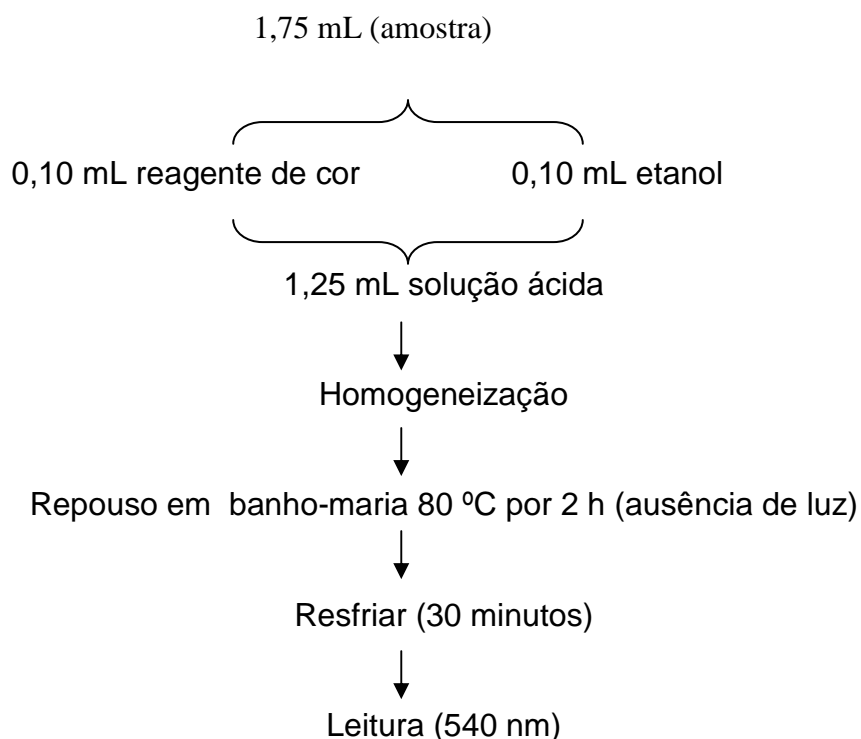 1,75 mL (amostra)
0,10 mL reagente de cor
0,10 mL etanol
1,25 mL solução ácida
Homogeneização
Repouso em banho-maria 80 ºC por 2 h (ausência de luz)
Resfriar (30 minutos)
Leitura (540 nm)